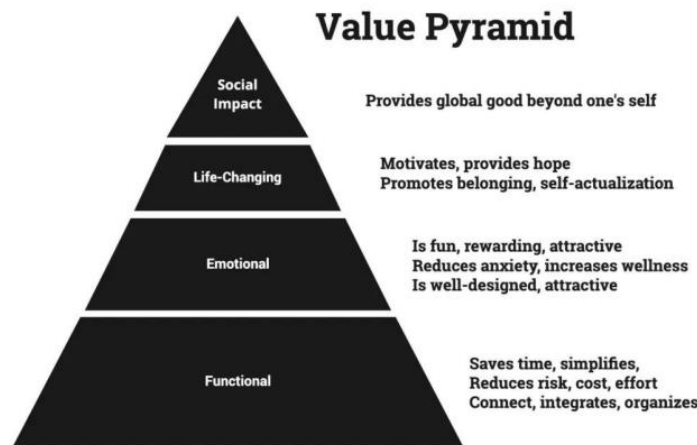 Value Pyramid
Social
Impact
Provides global good beyond one's self
Life-Changing
Motivates, provides hope
Promotes belonging, self-actualization
Emotional
Is fun, rewarding, attractive
Reduces anxiety, increases wellness
Is well-designed, attractive
Functional
Saves time, simplifies,
Reduces risk, cost, effort
Connect, integrates, organizes